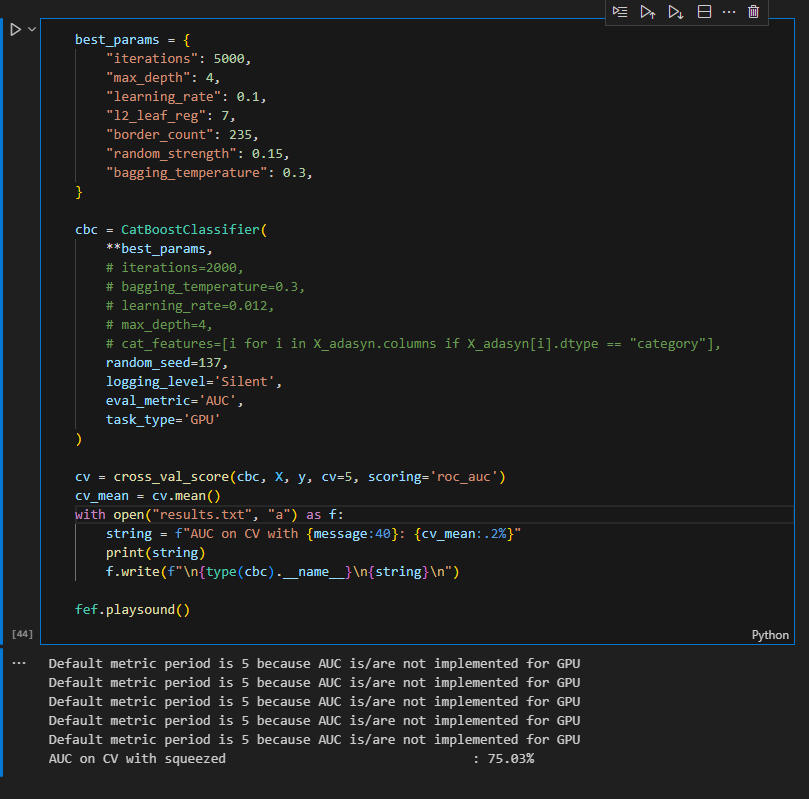 best_params = {
    "iterations": 5000,
    "max_depth": 4,
    "learning_rate": 0.1,
    "l2_leaf_reg": 7,
    "border_count": 235,
    "random_strength": 0.15,
    "bagging_temperature": 0.3,
}
cbc = CatBoostClassifier(
    **best_params,
    # iterations=2000,
    # bagging_temperature=0.3,
    # learning_rate=0.012,
    # max_depth=4,
    # cat_features=[i for i in X_adasyn.columns if X_adasyn[i].dtype == "category"],
    random_seed=137,
    logging_level='Silent',
    eval_metric='AUC',
    task_type='GPU'
)
cv = cross_val_score(cbc, X, y, cv=5, scoring='roc_auc')
cv_mean = cv.mean()
with open("results.txt", "a") as f:
    string = f"AUC on CV with {message:40}: {cv_mean:.2%}"
    print(string)
    f.write(f"\n{type(cbc).__name__}\n{string}\n")
fef.playsound()
[44]
Python
Default metric period is 5 because AUC is/are not implemented for GPU
Default metric period is 5 because AUC is/are not implemented for GPU
Default metric period is 5 because AUC is/are not implemented for GPU
Default metric period is 5 because AUC is/are not implemented for GPU
Default metric period is 5 because AUC is/are not implemented for GPU
AUC on CV with squeezed                                : 75.03%